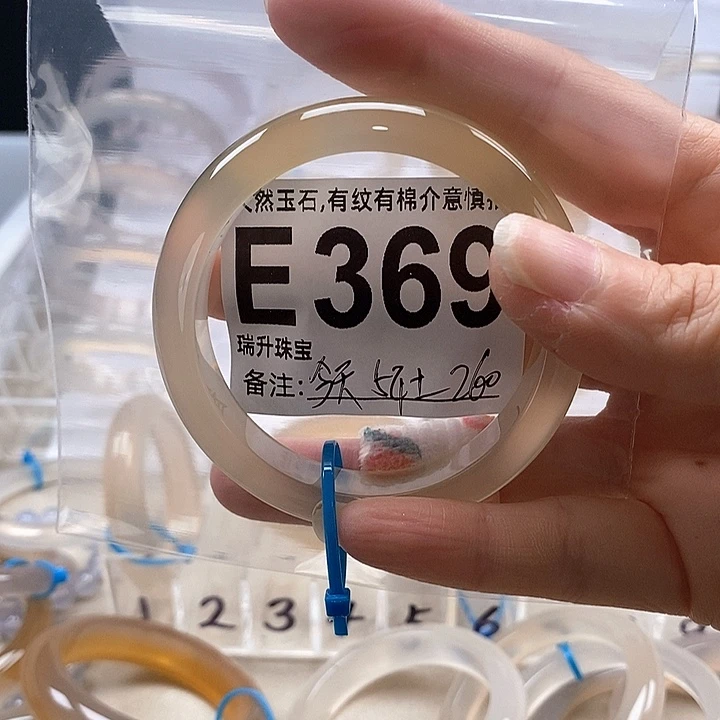 然玉石,有纹有棉介意慎
E369
瑞升珠宝
备注: 57+ 260
1 2 3 4 5 6